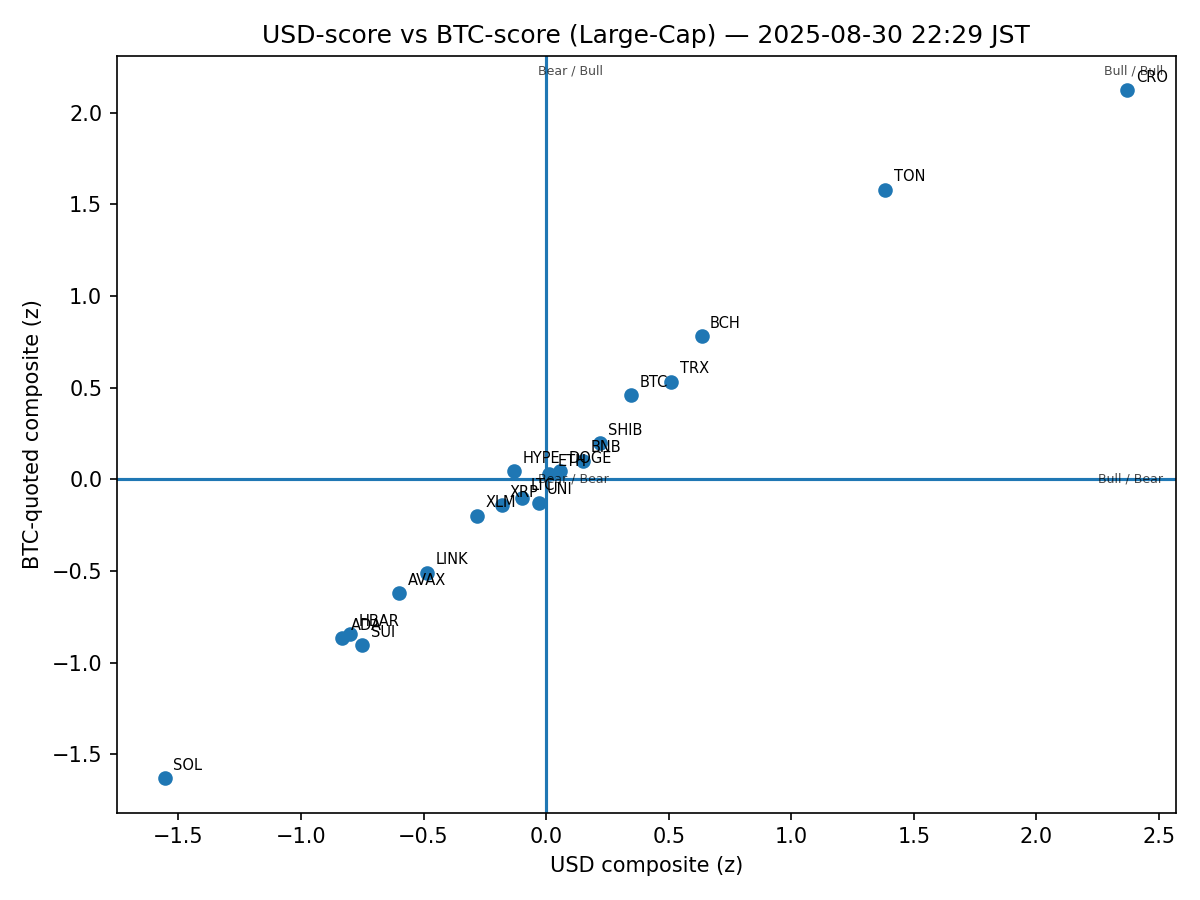 USD-score vs BTC-score (Large-Cap) — 2025-08-30 22:29 JST
Bear / Bull
Bull / Bull
CRO
2.0
TON
1.5
1.0
BCH
TRX
BTC
0.5
SHIB
BNB
HYPE
ETH
DOGE
0.0
Bear / Bear
Bull / Bear
LTC
UNI
XRP
XLM
LINK
−0.5
AVAX
HBAR
ADA
SUI
−1.0
−1.5
SOL
BTC-quoted composite (z)
−1.5 −1.0 −0.5 0.0 0.5 1.0 1.5 2.0 2.5
USD composite (z)